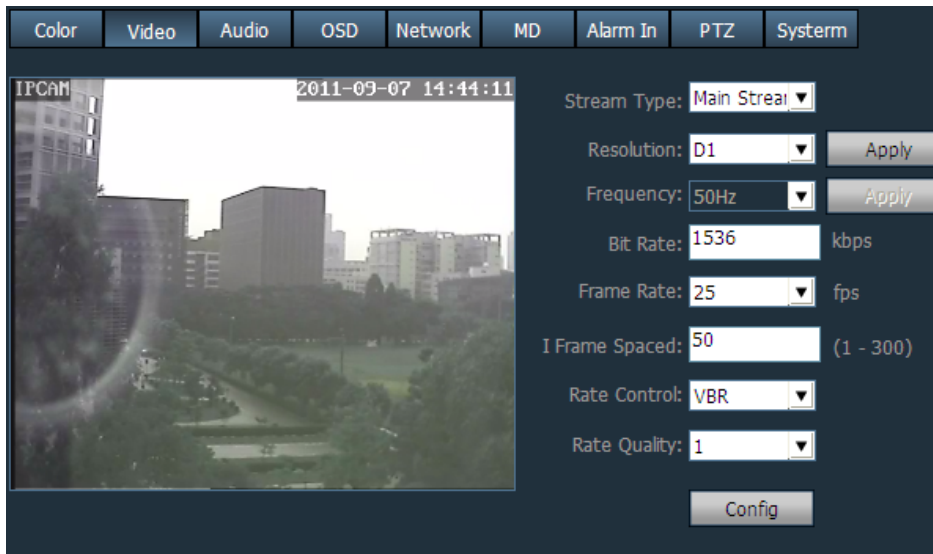 Color Video Audio OSD Network MD Alarm In PTZ Systerm
IPCAM 2011-09-07 14:44:11
Stream Type: Main Strear
Resolution: D1 Apply
Frequency: 50Hz Apply
Bit Rate: 1536 kbps
Frame Rate: 25 fps
I Frame Spaced: 50 (1 - 300)
Rate Control: VBR
Rate Quality: 1
Config